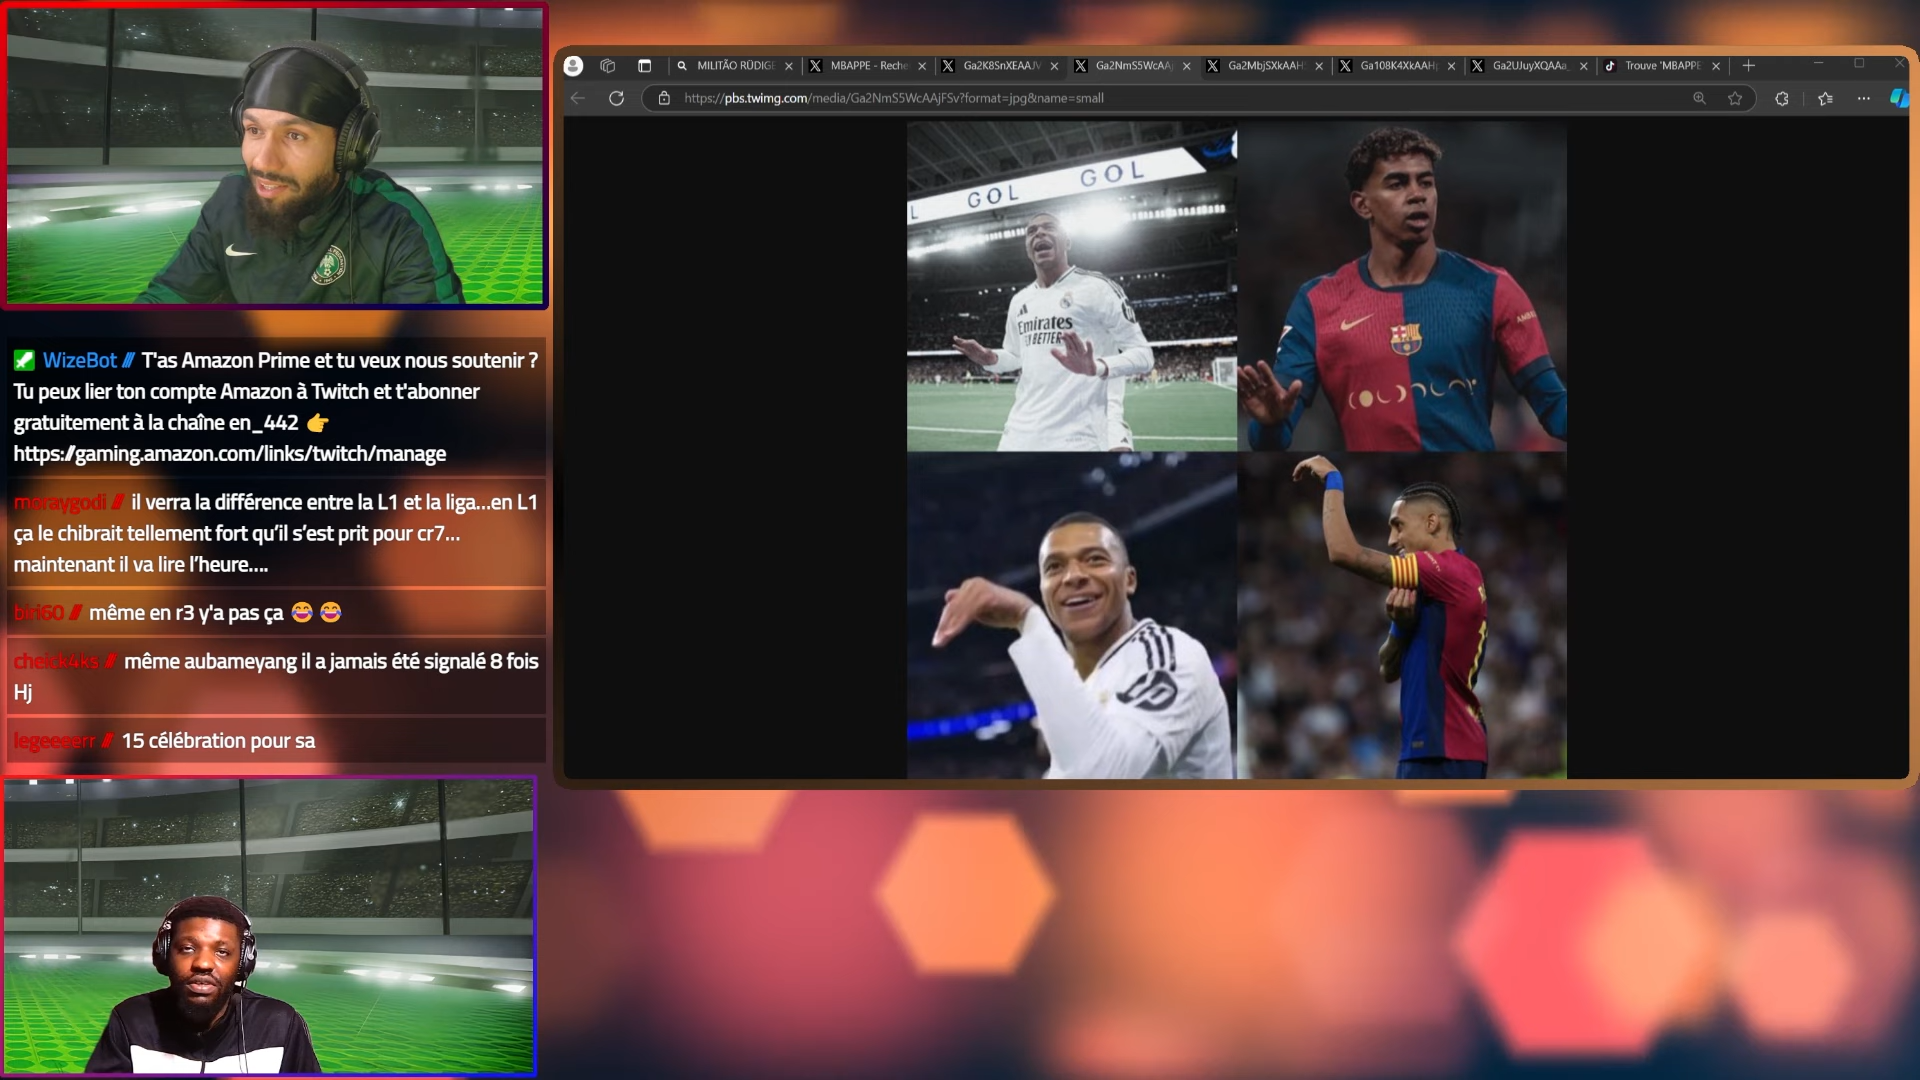 MILITÃO RÜDIGE
MBAPPE - Reche
Ga2K8SnXEAAJV
Ga2NmS5WcAAj
Ga2MbjSXkAAH
Ga108K4XkAAH
Ga2UJuyXQAAa
Trouve 'MBAPPE
https://pbs.twimg.com/media/Ga2NmS5WcAAjFSv?format=jpg&name=small
GOL GOL
Emirates
FLY BETTER
WizeBot // T'as Amazon Prime et tu veux nous soutenir ?
Tu peux lier ton compte Amazon à Twitch et t'abonner
gratuitement à la chaîne en_442 👉
https://gaming.amazon.com/links/twitch/manage
moraygodi // il verra la différence entre la L1 et la liga...en L1
ça le chibrait tellement fort qu’il s’est prit pour cr7...
maintenant il va lire l’heure....
biri60 // même en r3 y'a pas ça 😂 😂
cheick4ks // même aubameyang il a jamais été signalé 8 fois
Hj
legeeeerr // 15 célébration pour sa